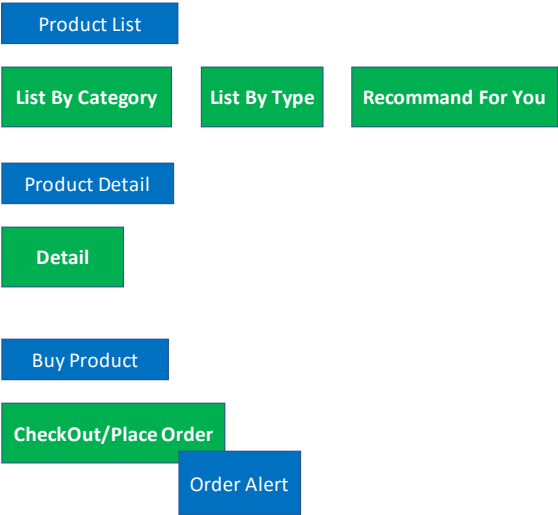 Product List
List By Category
List By Type
Recommand For You
Product Detail
Detail
Buy Product
CheckOut/Place Order
Order Alert